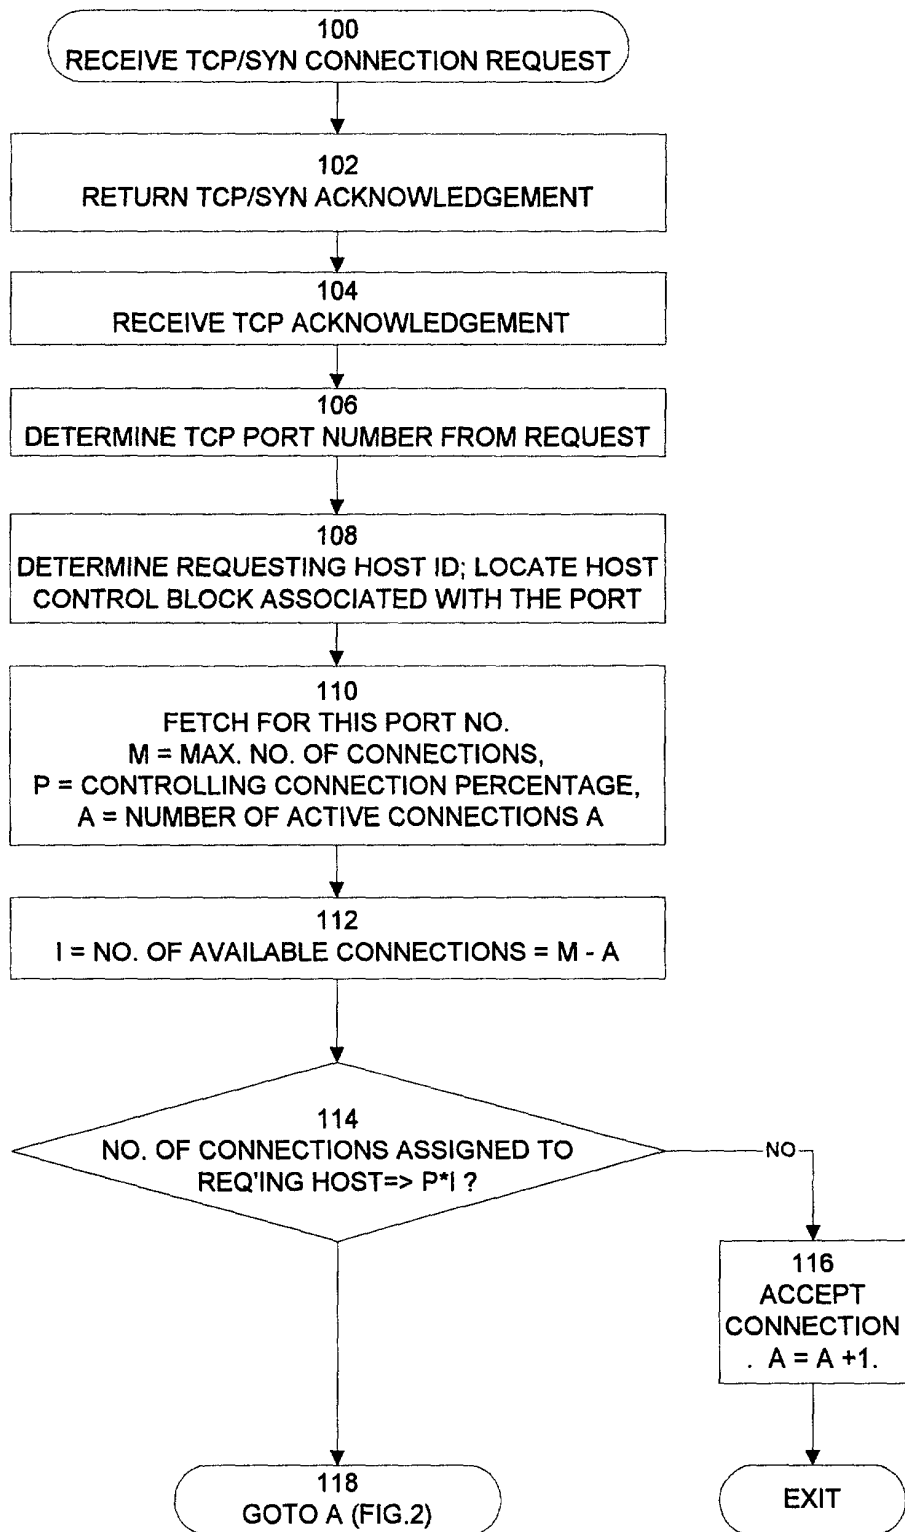 100
RECEIVE TCP/SYN CONNECTION REQUEST
102
RETURN TCP/SYN ACKNOWLEDGEMENT
104
RECEIVE TCP ACKNOWLEDGEMENT
106
DETERMINE TCP PORT NUMBER FROM REQUEST
108
DETERMINE REQUESTING HOST ID; LOCATE HOST
CONTROL BLOCK ASSOCIATED WITH THE PORT
110
FETCH FOR THIS PORT NO.
M = MAX. NO. OF CONNECTIONS,
P = CONTROLLING CONNECTION PERCENTAGE,
A = NUMBER OF ACTIVE CONNECTIONS A
112
I = NO. OF AVAILABLE CONNECTIONS = M - A
114
NO. OF CONNECTIONS ASSIGNED TO
REQ'ING HOST=> P*I ?
NO
116
ACCEPT
CONNECTION
. A = A +1.
118
GOTO A (FIG.2)
EXIT